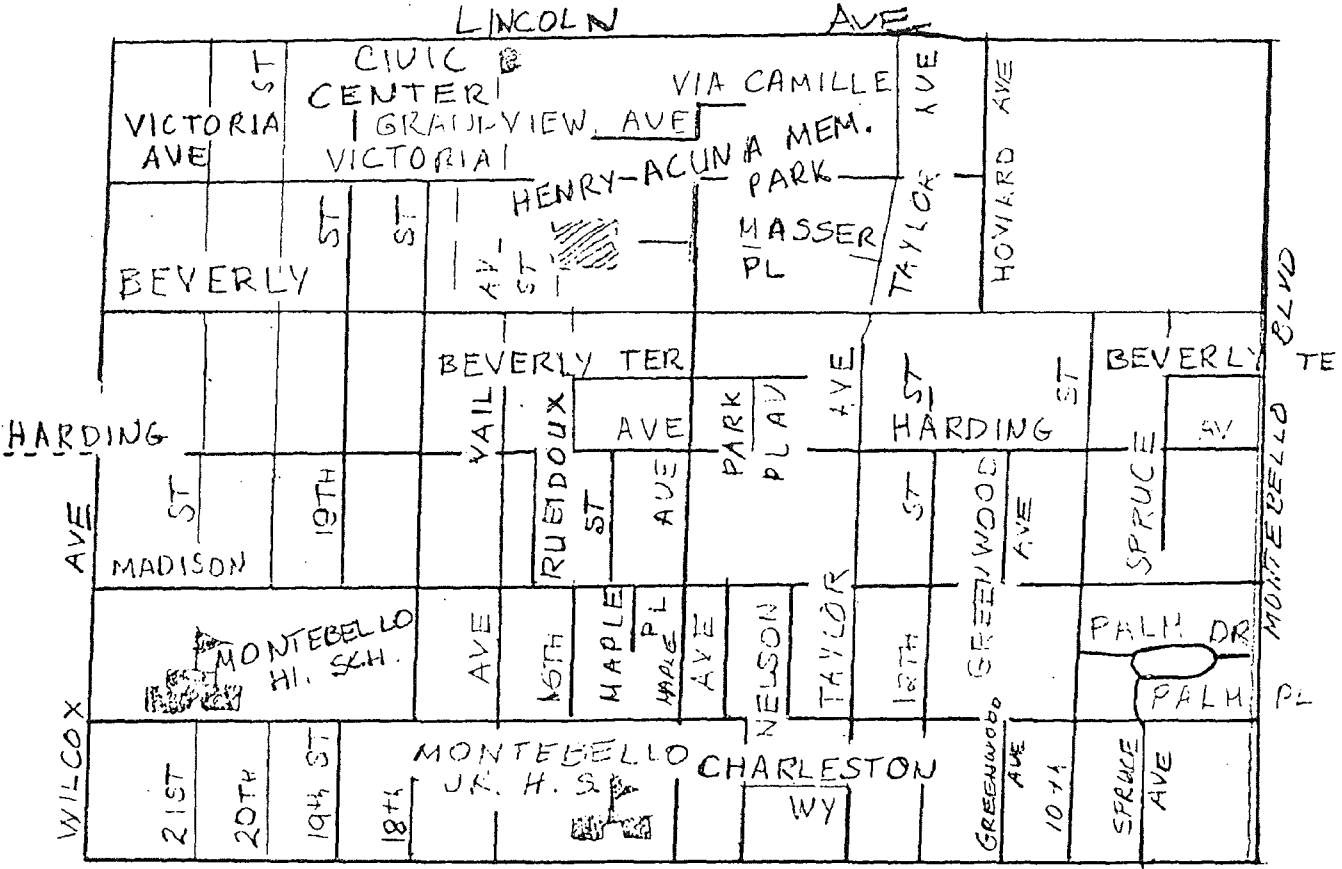 LINCOLN AVE.
CIVIC CENTER
ST
VIA CAMILLE
AVE
HOWARD AVE
VICTORIA AVE
GRANDVIEW AVE
VICTORIA
HENRY-ACUNA MEM. PARK
TAYLOR
ST
ST
MASSER PL
BEVERLY
AV
ST
BLVD
BEVERLY TER
BEVERLY TE
VAIL
RUBIDOUX
AVE
PARK
PL AV
AVE
ST
HARDING
ST
AV
HARDING
ST
19TH
ST
AVE
ST
GREENWOOD
AVE
SPRUCE
MONTEBELLO
AVE
MADISON
MONTEBELLO
HI. SCH.
AVE
16TH
MAPLE
PL
MAPLE
AVE
NELSON
TAYLOR
12TH
PALM DR
PALM PL
WILCOX
21ST
20TH
19th ST
18th
MONTEBELLO
JR. H. S.
CHARLESTON
WY
GREENWOOD
AVE
10th
SPRUCE
AVE